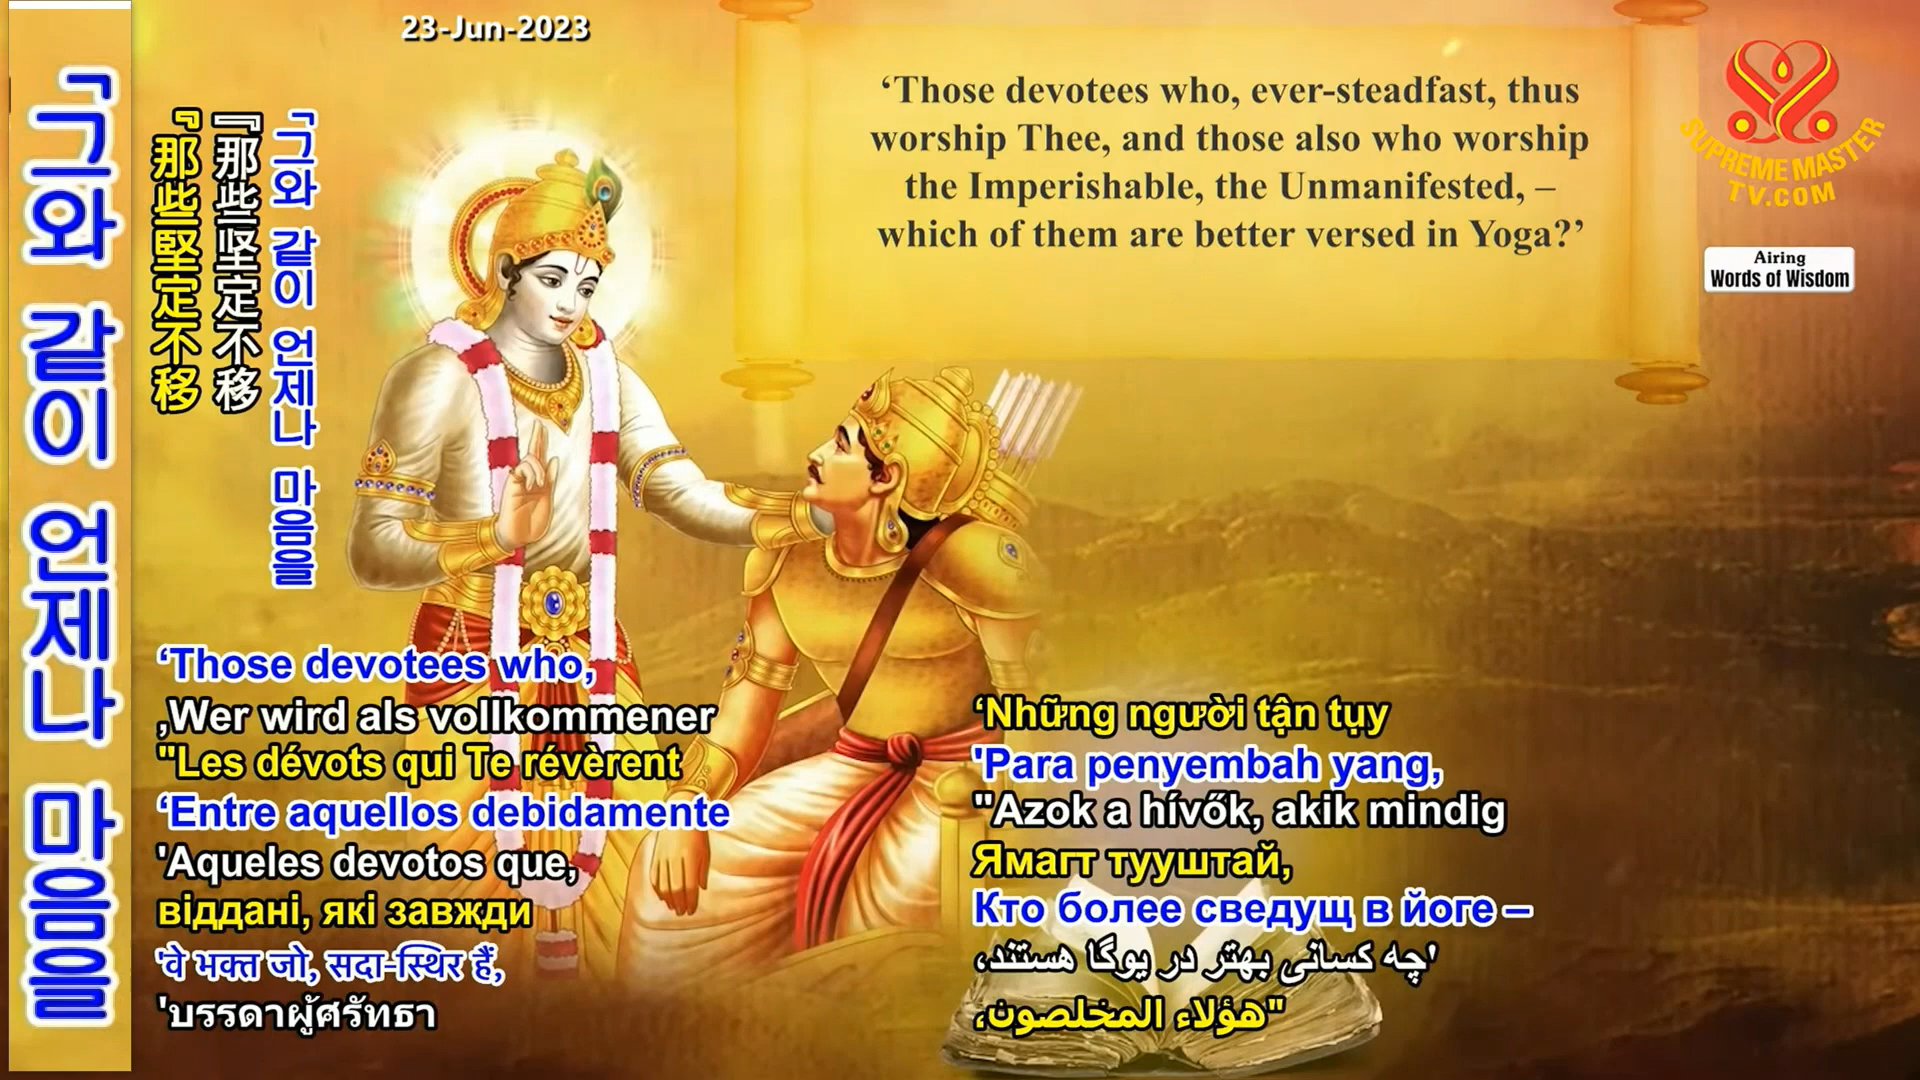 23-Jun-2023
「그와 같이 언제나 마음을
『那些堅定不移
『那些坚定不移
「그와 같이 언제나 마음을
‘Those devotees who, ever-steadfast, thus
worship Thee, and those also who worship
the Imperishable, the Unmanifested, –
which of them are better versed in Yoga?’
SUPREME MASTER
TV.COM
Airing
Words of Wisdom
‘Those devotees who,
‚Wer wird als vollkommener
"Les dévots qui Te révèrent
‘Entre aquellos debidamente
'Aqueles devotos que,
віддані, які завжди
'वे भक्त जो, सदा-स्थिर हैं,
'บรรดาผู้ศรัทธา
‘Những người tận tụy
'Para penyembah yang,
"Azok a hívők, akik mindig
Ямагт тууштай,
Кто более сведущ в йоге –
'چه کسانی بهتر در یوگا هستند،
"هؤلاء المخلصون،